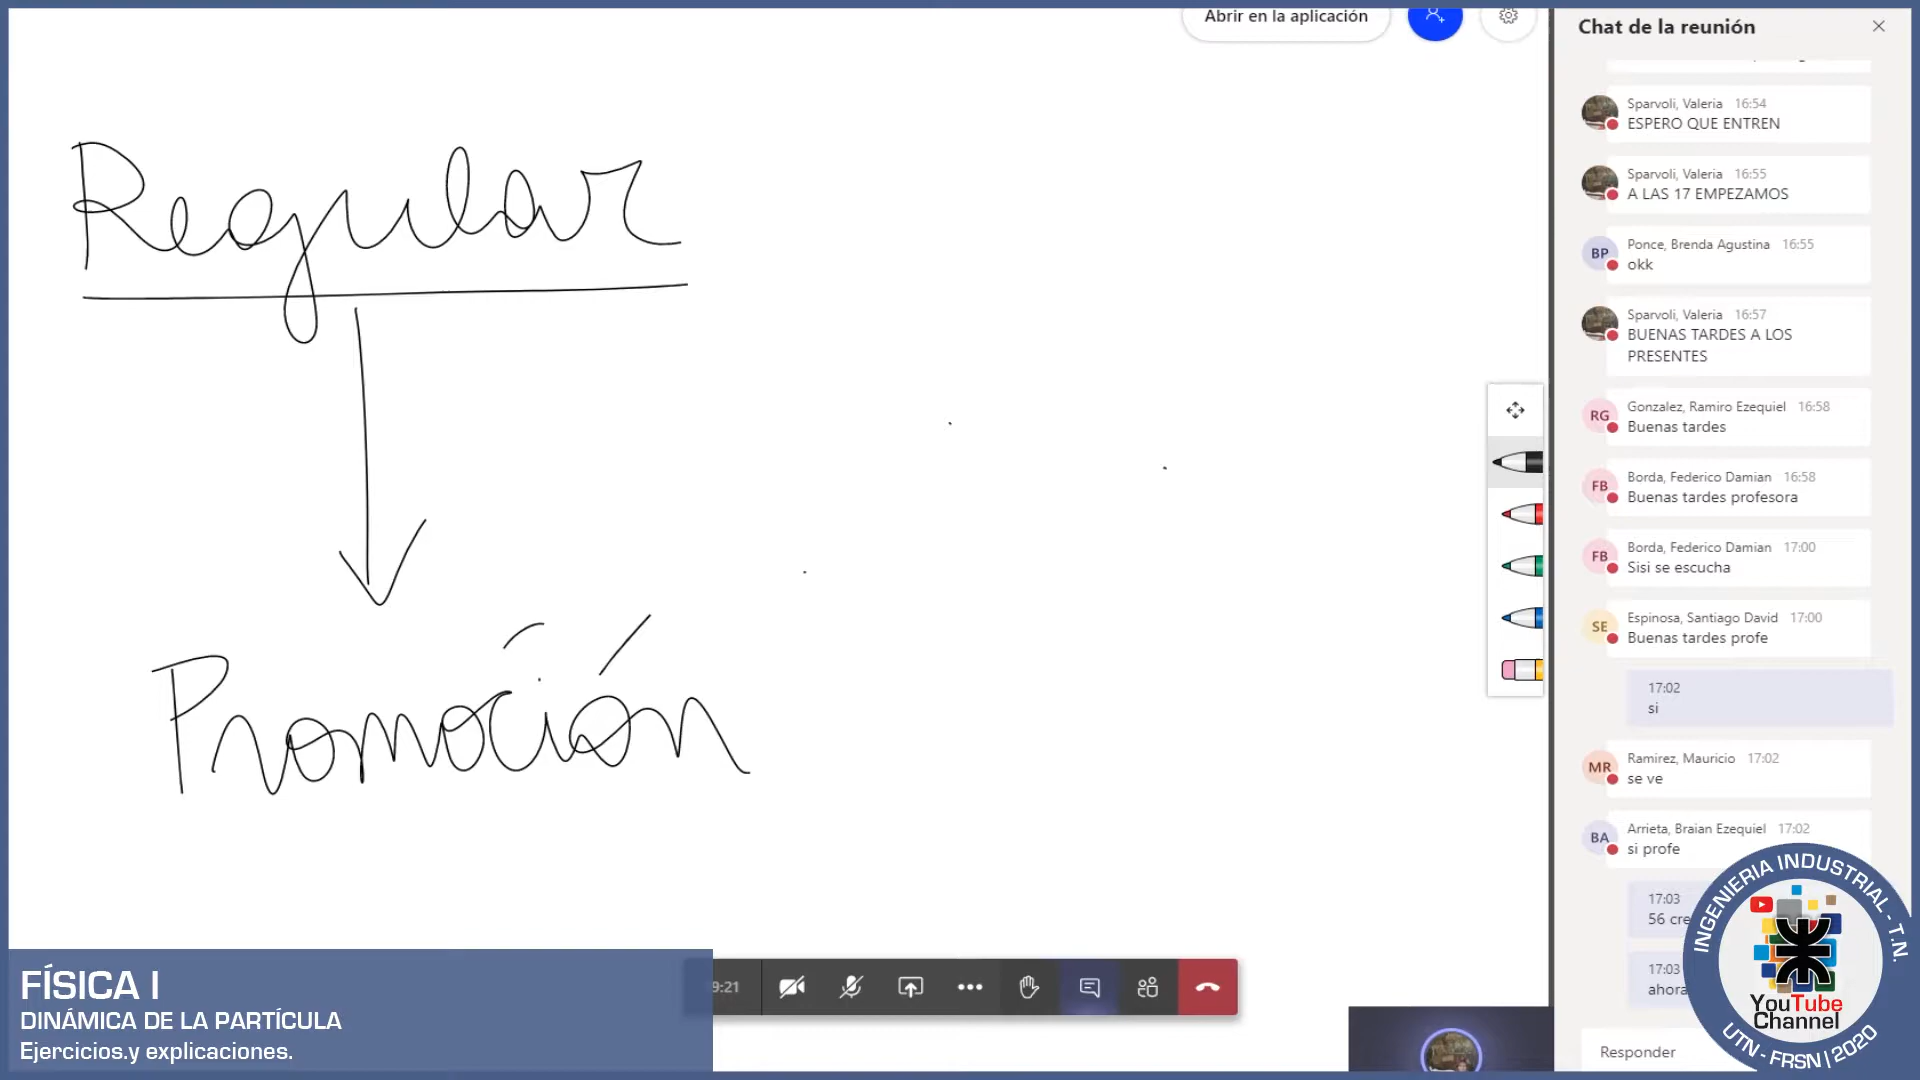 Abrir en la aplicación
Regular
Promoción
Chat de la reunión
Sparvoli, Valeria 16:54
ESPERO QUE ENTREN
Sparvoli, Valeria 16:55
A LAS 17 EMPEZAMOS
BP
Ponce, Brenda Agustina 16:55
okk
Sparvoli, Valeria 16:57
BUENAS TARDES A LOS
PRESENTES
RG
Gonzalez, Ramiro Ezequiel 16:58
Buenas tardes
FB
Borda, Federico Damian 16:58
Buenas tardes profesora
FB
Borda, Federico Damian 17:00
Sisi se escucha
SE
Espinosa, Santiago David 17:00
Buenas tardes profe
17:02
si
MR
Ramirez, Mauricio 17:02
se ve
BA
Arrieta, Braian Ezequiel 17:02
si profe
17:03
56 cre
17:03
ahora
Responder
9:21
FÍSICA I
DINÁMICA DE LA PARTÍCULA
Ejercicios.y explicaciones.
INGENIERIA INDUSTRIAL - T.N.
YouTube
Channel
UTN - FRSN | 2020